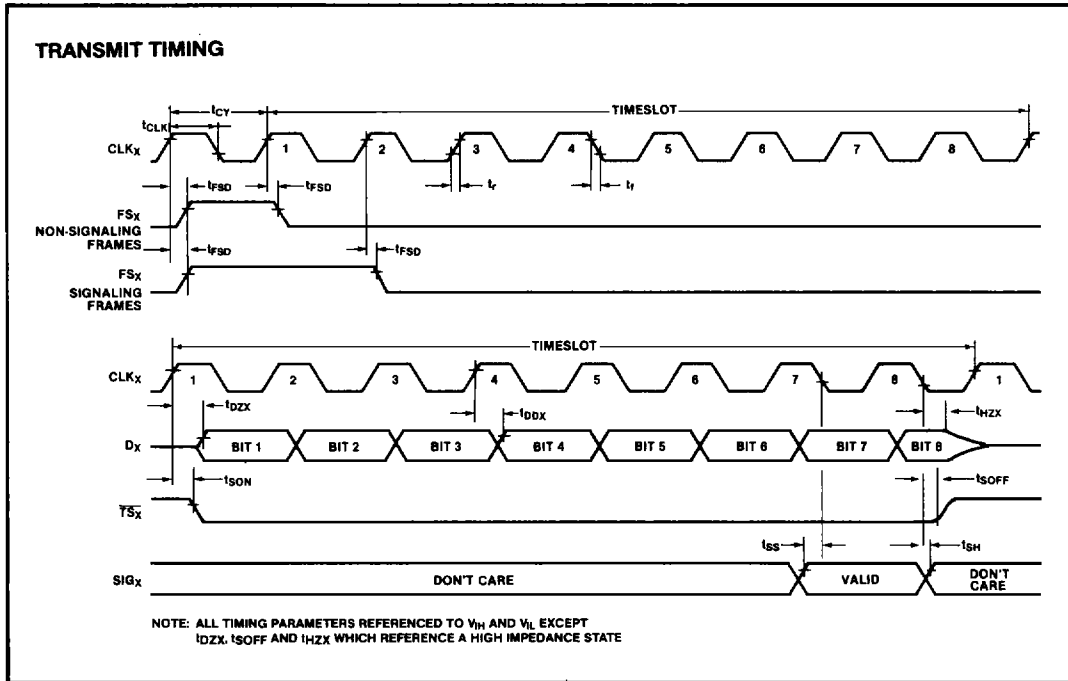 TRANSMIT TIMING
tCY
TIMESLOT
tCLK
CLKX
1 2 3 4 5 6 7 8
tr
tf
tFSD
tFSD
FSX
NON-SIGNALING
FRAMES
tFSD
tFSD
FSX
SIGNALING
FRAMES
TIMESLOT
CLKX
1 2 3 4 5 6 7 8 1
tDZX
tDDX
tHZX
DX
BIT 1 BIT 2 BIT 3 BIT 4 BIT 5 BIT 6 BIT 7 BIT 8
tSON
tSOFF
TSX
tSS
tSH
SIGX
DON'T CARE
VALID
DON'T
CARE
NOTE: ALL TIMING PARAMETERS REFERENCED TO VIH AND VIL EXCEPT
tDZX, tSOFF AND tHZX WHICH REFERENCE A HIGH IMPEDANCE STATE